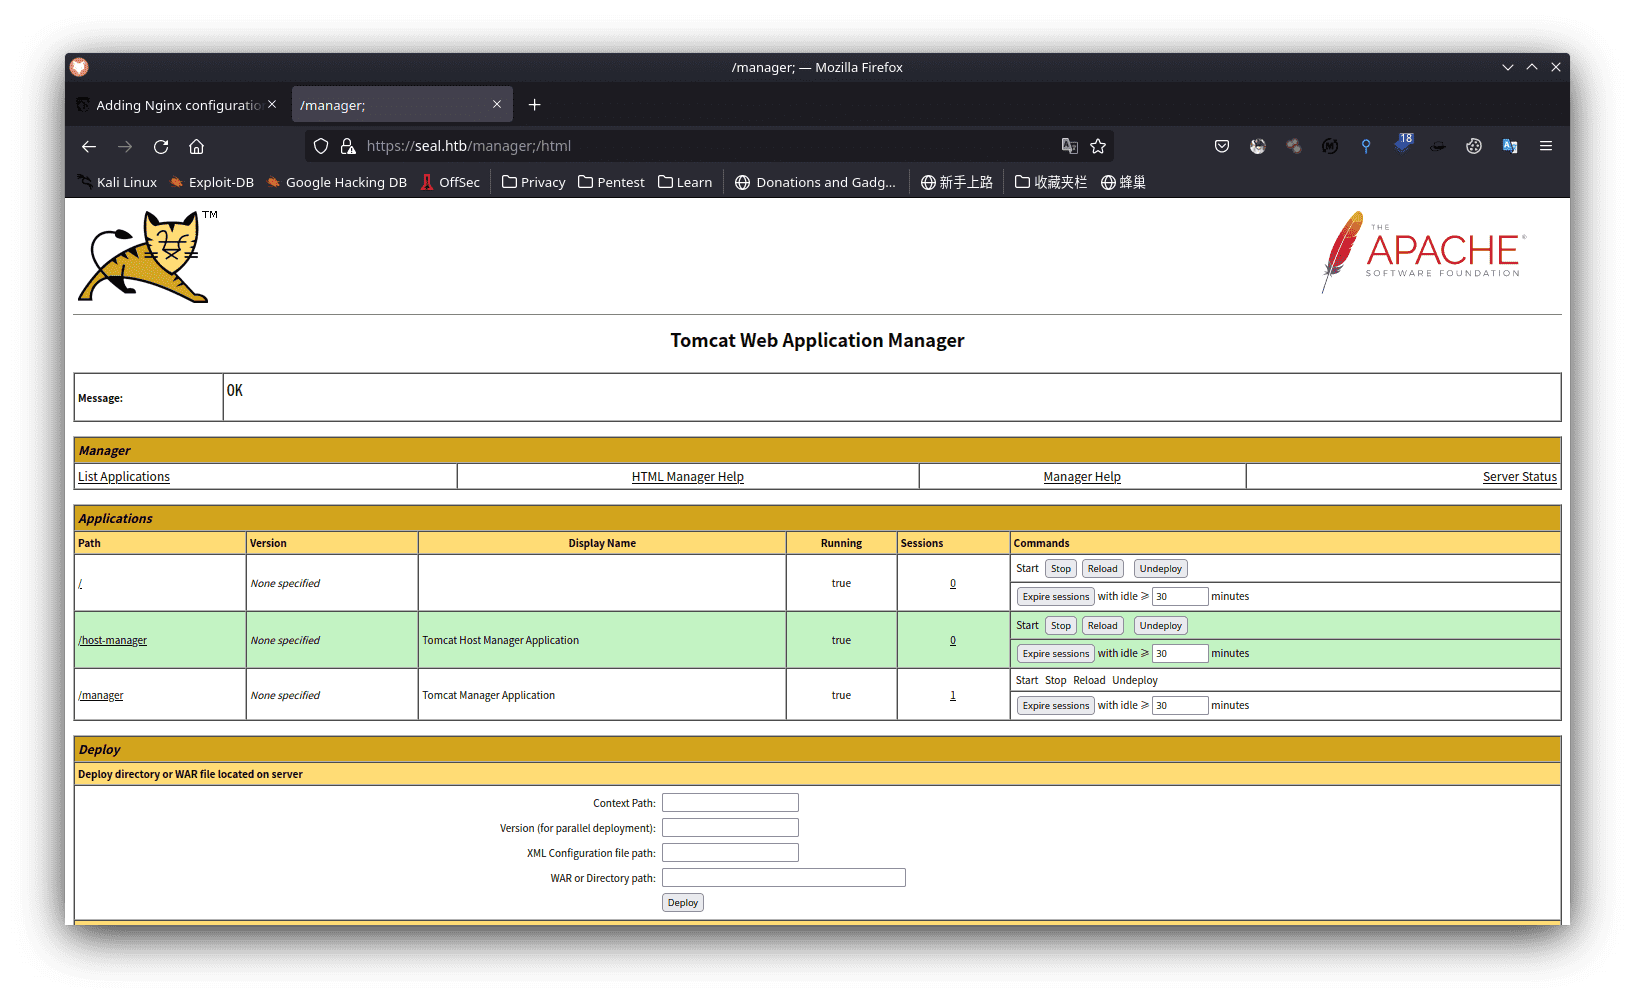 /manager; — Mozilla Firefox
Adding Nginx configuratio
/manager;
https://seal.htb/manager;/html
18
Kali Linux Exploit-DB Google Hacking DB OffSec Privacy Pentest Learn Donations and Gadg... 新手上路 收藏夹栏 蜂巢
TM
THE
APACHE®
SOFTWARE FOUNDATION
Tomcat Web Application Manager
Message: OK
Manager
List Applications HTML Manager Help Manager Help Server Status
Applications
Path Version Display Name Running Sessions Commands
/ None specified true 0 Start Stop Reload Undeploy
Expire sessions with idle ≥ 30 minutes
/host-manager None specified Tomcat Host Manager Application true 0 Start Stop Reload Undeploy
Expire sessions with idle ≥ 30 minutes
/manager None specified Tomcat Manager Application true 1 Start Stop Reload Undeploy
Expire sessions with idle ≥ 30 minutes
Deploy
Deploy directory or WAR file located on server
Context Path:
Version (for parallel deployment):
XML Configuration file path:
WAR or Directory path:
Deploy